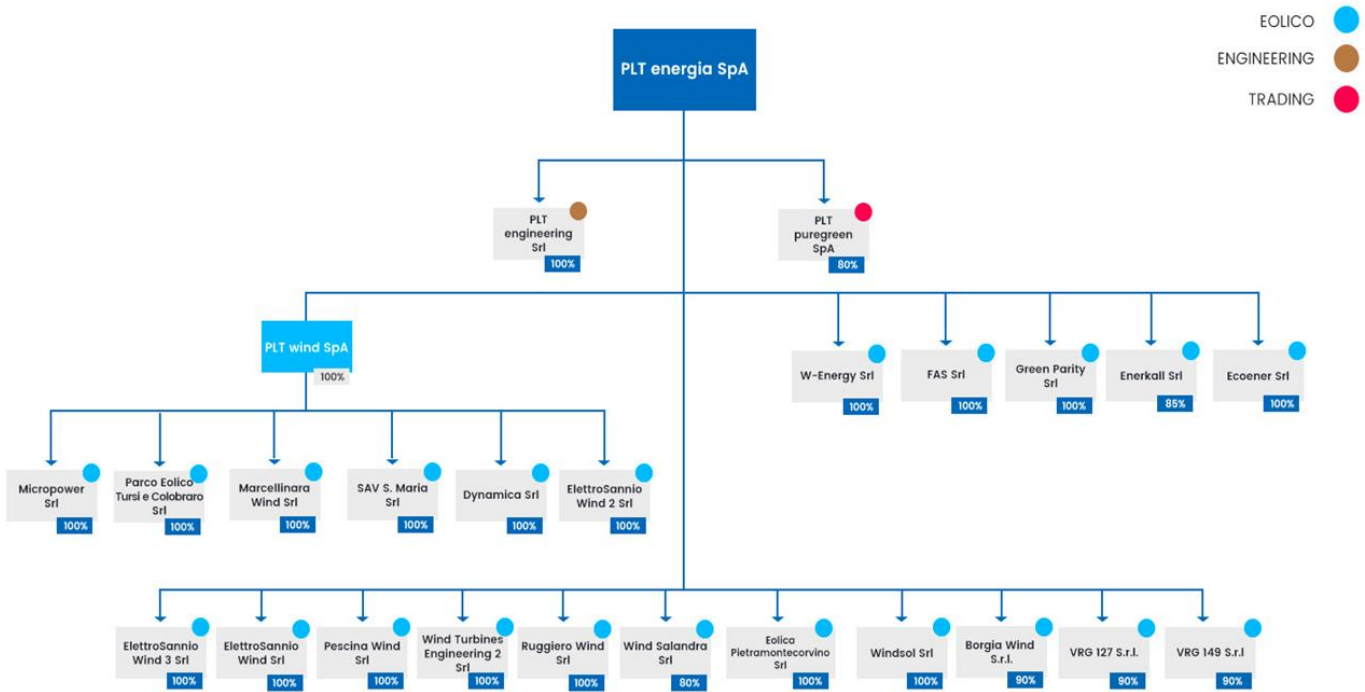 EOLICO
ENGINEERING
TRADING
PLT energia SpA
PLT
engineering
Srl
100%
PLT
puregreen
SpA
80%
PLT wind SpA
100%
W-Energy Srl
100%
FAS Srl
100%
Green Parity
Srl
100%
Enerkall Srl
85%
Ecoener Srl
100%
Micropower
Srl
100%
Parco Eolico
Tursi e Colobraro
Srl
100%
Marcellinara
Wind Srl
100%
SAV S. Maria
Srl
100%
Dynamica Srl
100%
ElettroSannio
Wind 2 Srl
100%
ElettroSannio
Wind 3 Srl
100%
ElettroSannio
Wind Srl
100%
Pescina Wind
Srl
100%
Wind Turbines
Engineering 2
Srl
100%
Ruggiero Wind
Srl
100%
Wind Salandra
Srl
80%
Eolica
Pietramontecorvino
Srl
100%
Windsol Srl
100%
Borgia Wind
S.r.l.
90%
VRG 127 S.r.l.
90%
VRG 149 S.r.l
90%